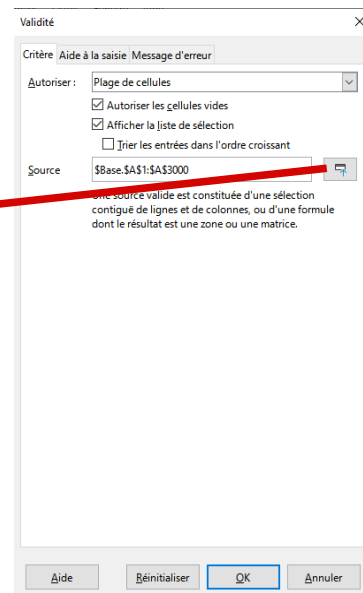 Validité
Critère Aide à la saisie Message d'erreur
Autoriser : Plage de cellules
Autoriser les cellules vides
Afficher la liste de sélection
Trier les entrées dans l'ordre croissant
Source $Base.$A$1:$A$3000
Une source valide est constituée d'une sélection
contiguë de lignes et de colonnes, ou d'une formule
dont le résultat est une zone ou une matrice.
Aide Réinitialiser OK Annuler